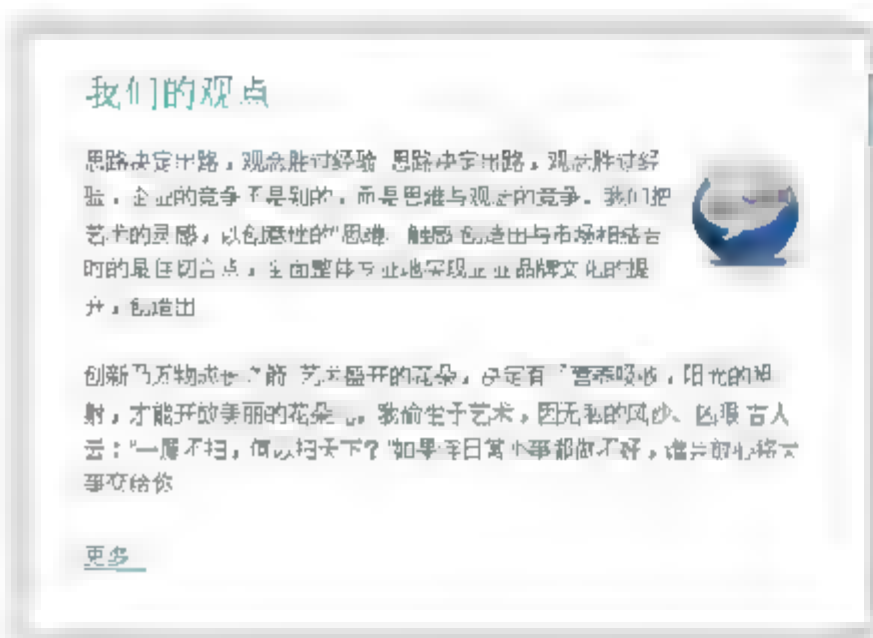 我们的观点
思路决定出路，观念胜过经验 思路决定出路，观念胜过经
验，企业的竞争不是别的，而是思维与观念的竞争。我们把
艺术的灵感，以创意性的"思维 触感 创造出与市场相结合
时的最佳切合点，全面整体专业地实现企业品牌文化的提
升，创造出
创新乃万物成长之 艺术盛开的花朵，定有 营养吸收，阳光的
射，才能开放美丽的花朵 艺术，因无私的风沙、古人
云："一屋不扫，何以扫天下？"如果连日常小事都做不好，谁 大
事交给你
更多